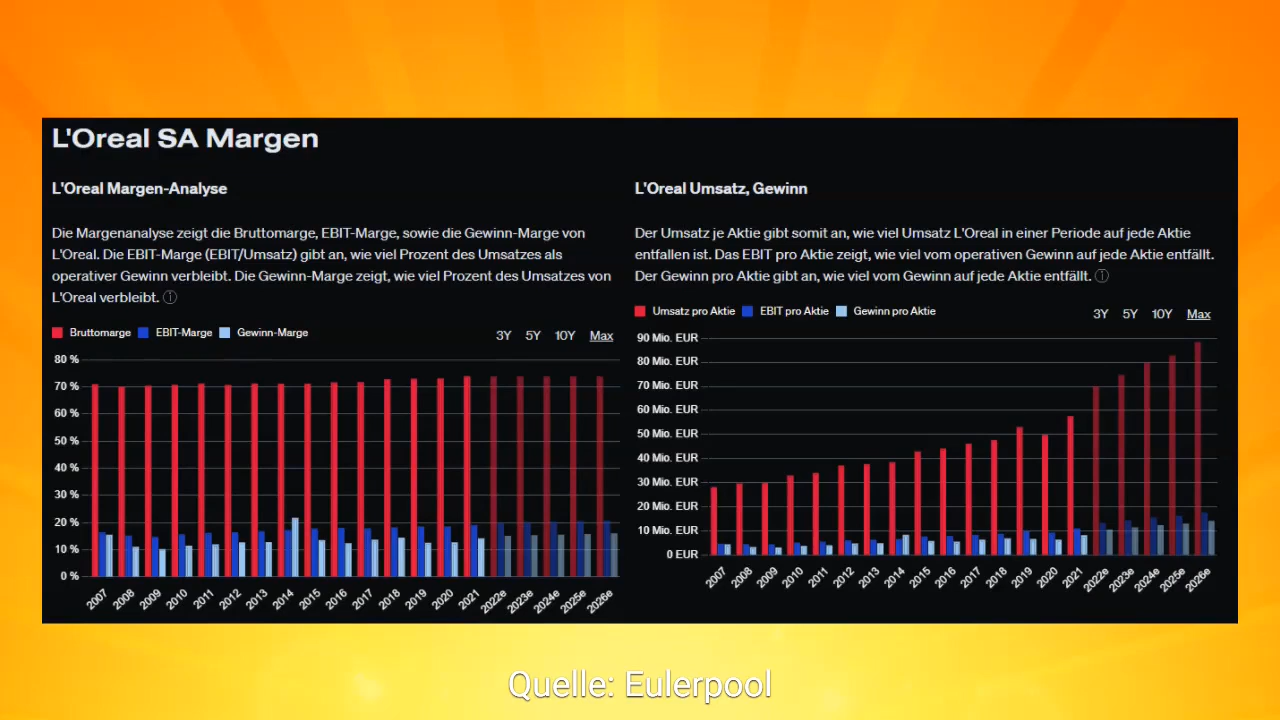 L'Oreal SA Margen
L'Oreal Margen-Analyse
Die Margenanalyse zeigt die Bruttomarge, EBIT-Marge, sowie die Gewinn-Marge von
L'Oreal. Die EBIT-Marge (EBIT/Umsatz) gibt an, wie viel Prozent des Umsatzes als
operativer Gewinn verbleibt. Die Gewinn-Marge zeigt, wie viel Prozent des Umsatzes von
L'Oreal verbleibt. ⓘ
Bruttomarge EBIT-Marge Gewinn-Marge
3Y 5Y 10Y Max
80 %
70 %
60 %
50 %
40 %
30 %
20 %
10 %
0 %
2007 2008 2009 2010 2011 2012 2013 2014 2015 2016 2017 2018 2019 2020 2021 2022e 2023e 2024e 2025e 2026e
L'Oreal Umsatz, Gewinn
Der Umsatz je Aktie gibt somit an, wie viel Umsatz L'Oreal in einer Periode auf jede Aktie
entfallen ist. Das EBIT pro Aktie zeigt, wie viel vom operativen Gewinn auf jede Aktie entfällt.
Der Gewinn pro Aktie gibt an, wie viel vom Gewinn auf jede Aktie entfällt. ⓘ
Umsatz pro Aktie EBIT pro Aktie Gewinn pro Aktie
3Y 5Y 10Y Max
90 Mio. EUR
80 Mio. EUR
70 Mio. EUR
60 Mio. EUR
50 Mio. EUR
40 Mio. EUR
30 Mio. EUR
20 Mio. EUR
10 Mio. EUR
0 EUR
2007 2008 2009 2010 2011 2012 2013 2014 2015 2016 2017 2018 2019 2020 2021 2022e 2023e 2024e 2025e 2026e
Quelle: Eulerpool